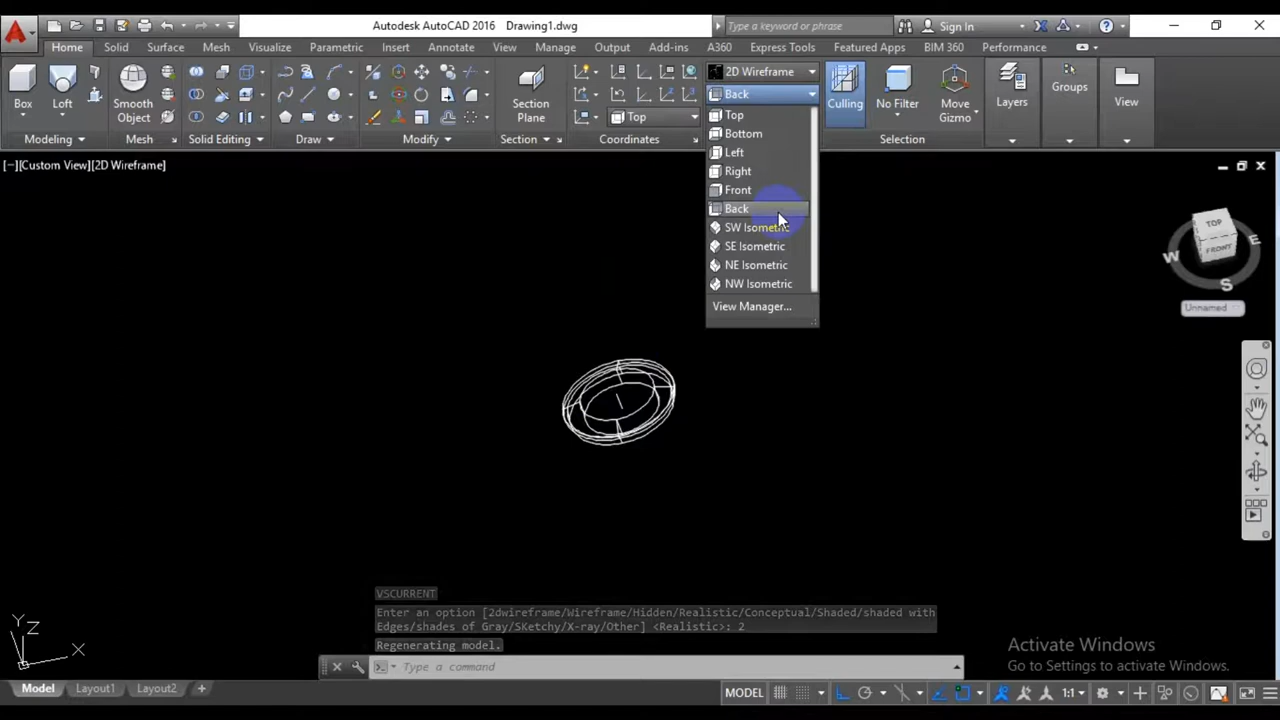 Autodesk AutoCAD 2016 Drawing1.dwg
Type a keyword or phrase
Sign In
Home Solid Surface Mesh Visualize Parametric Insert Annotate View Manage Output Add-ins A360 Express Tools Featured Apps BIM 360 Performance
2D Wireframe
Back
Box Loft Smooth Object Section Plane Culling No Filter Move Gizmo Layers Groups View
Top
Modeling Mesh Solid Editing Modify Section Coordinates Selection
Top
Bottom
Left
Right
Front
Back
SW Isometric
SE Isometric
NE Isometric
NW Isometric
View Manager...
[−][Custom View][2D Wireframe]
TOP
FRONT
W E
S
Unnamed
VSCURRENT
Enter an option [2dwireframe/Wireframe/Hidden/Realistic/Conceptual/Shaded/shaded with
Edges/shades of Gray/SKetchy/X-ray/Other] <Realistic>: 2
Regenerating model.
Y
Z
X
Type a command
Activate Windows
Go to Settings to activate Windows.
Model Layout1 Layout2 +
MODEL 1:1